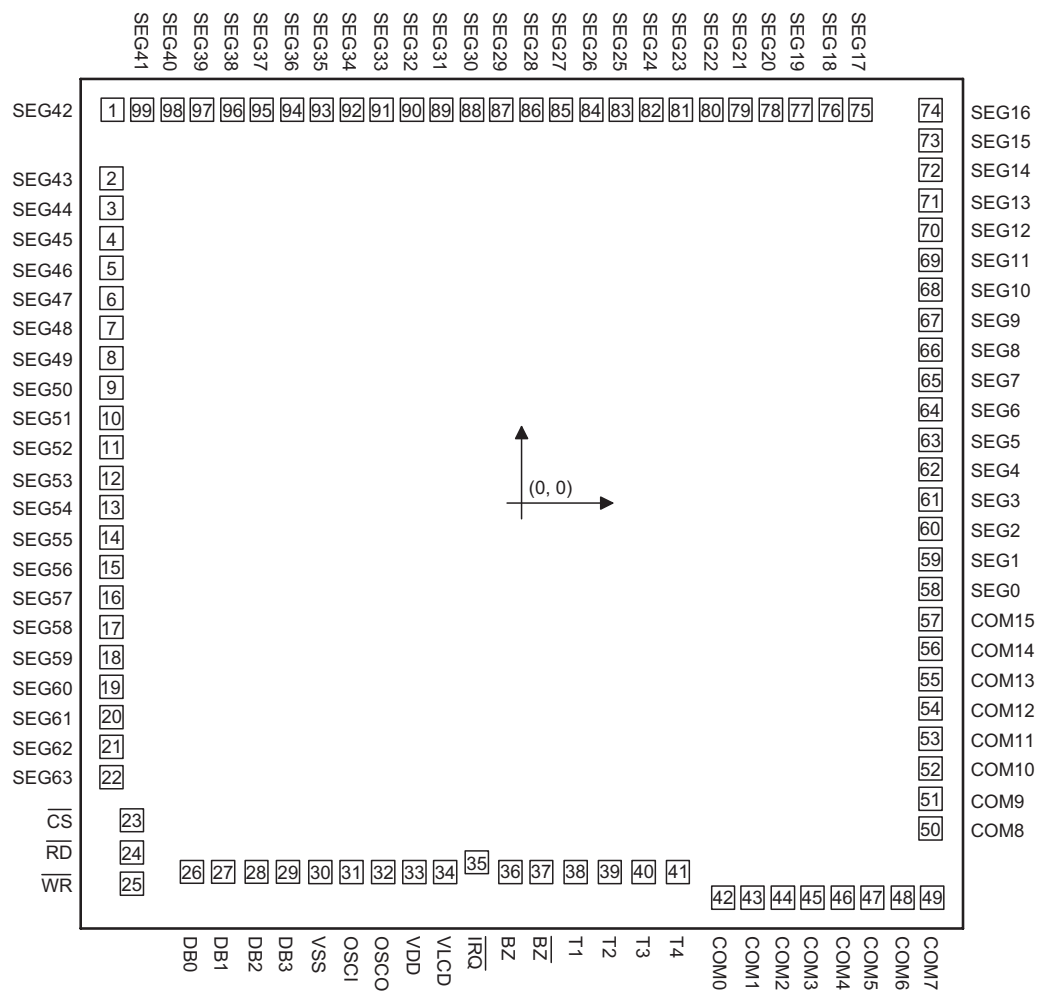 SEG41 SEG40 SEG39 SEG38 SEG37 SEG36 SEG35 SEG34 SEG33 SEG32 SEG31 SEG30 SEG29 SEG28 SEG27 SEG26 SEG25 SEG24 SEG23 SEG22 SEG21 SEG20 SEG19 SEG18 SEG17
SEG42 1 99 98 97 96 95 94 93 92 91 90 89 88 87 86 85 84 83 82 81 80 79 78 77 76 75 74 SEG16
73 SEG15
72 SEG14
SEG43 2
71 SEG13
SEG44 3
70 SEG12
SEG45 4
69 SEG11
SEG46 5
68 SEG10
SEG47 6
67 SEG9
SEG48 7
66 SEG8
SEG49 8
65 SEG7
SEG50 9
64 SEG6
SEG51 10
63 SEG5
SEG52 11
62 SEG4
SEG53 12
(0, 0)
61 SEG3
SEG54 13
60 SEG2
SEG55 14
59 SEG1
SEG56 15
58 SEG0
SEG57 16
57 COM15
SEG58 17
56 COM14
SEG59 18
55 COM13
SEG60 19
54 COM12
SEG61 20
53 COM11
SEG62 21
52 COM10
SEG63 22
51 COM9
C̅S̅ 23
50 COM8
R̅D̅ 24
W̅R̅ 25
26 27 28 29 30 31 32 33 34 35 36 37 38 39 40 41
42 43 44 45 46 47 48 49
DB0 DB1 DB2 DB3 VSS OSCI OSCO VDD VLCD I̅R̅Q̅ BZ B̅Z̅ T1 T2 T3 T4 COM0 COM1 COM2 COM3 COM4 COM5 COM6 COM7